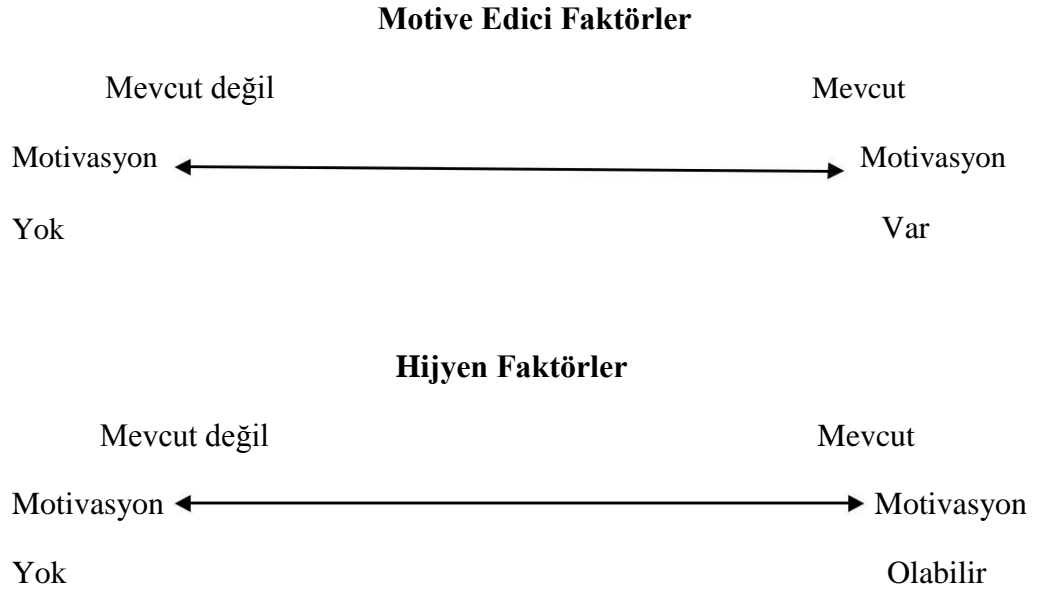 Motive Edici Faktörler
Mevcut değil Mevcut
Motivasyon Motivasyon
Yok Var
Hijyen Faktörler
Mevcut değil Mevcut
Motivasyon Motivasyon
Yok Olabilir